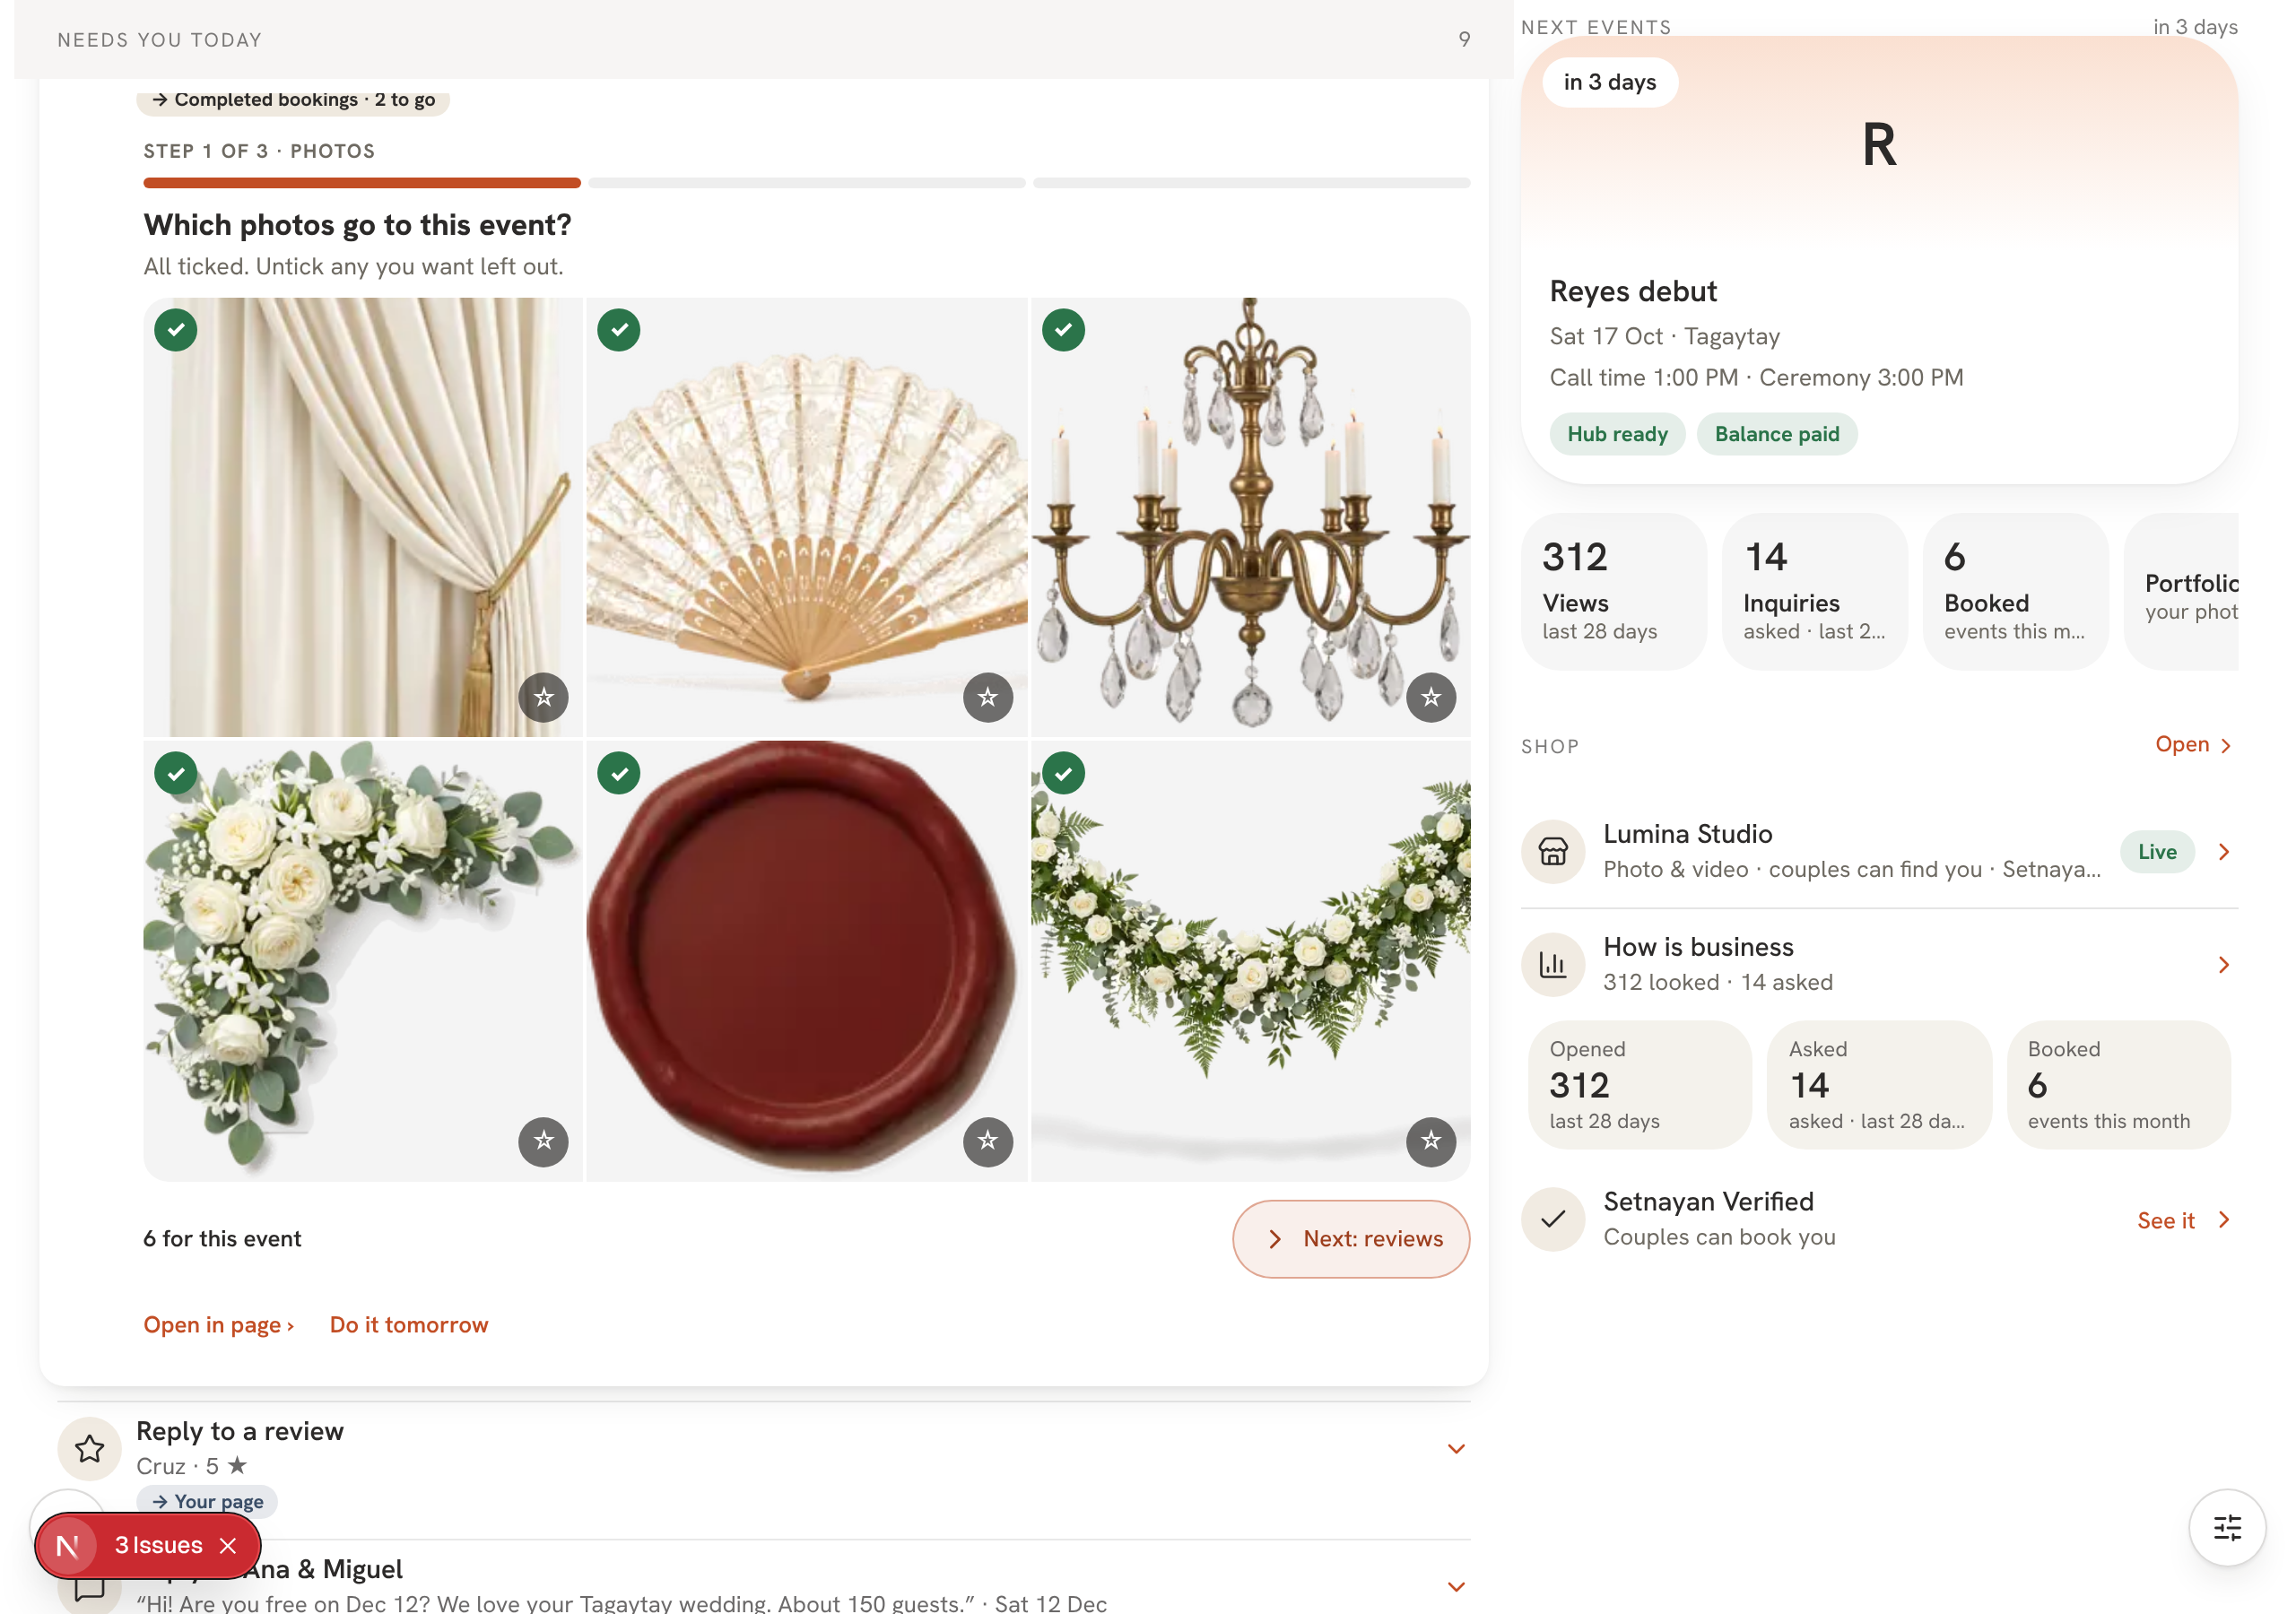 NEEDS YOU TODAY
9
→ Completed bookings · 2 to go
STEP 1 OF 3 · PHOTOS
Which photos go to this event?
All ticked. Untick any you want left out.
6 for this event
Next: reviews
Open in page ›
Do it tomorrow
Reply to a review
Cruz · 5 ★
→ Your page
3 Issues
Ana & Miguel
“Hi! Are you free on Dec 12? We love your Tagaytay wedding. About 150 guests.” · Sat 12 Dec
NEXT EVENTS
in 3 days
in 3 days
R
Reyes debut
Sat 17 Oct · Tagaytay
Call time 1:00 PM · Ceremony 3:00 PM
Hub ready
Balance paid
312
Views
last 28 days
14
Inquiries
asked · last 2...
6
Booked
events this m...
Portfolio
your phot
SHOP
Open
Lumina Studio
Photo & video · couples can find you · Setnaya...
Live
How is business
312 looked · 14 asked
Opened
312
last 28 days
Asked
14
asked · last 28 da...
Booked
6
events this month
Setnayan Verified
Couples can book you
See it